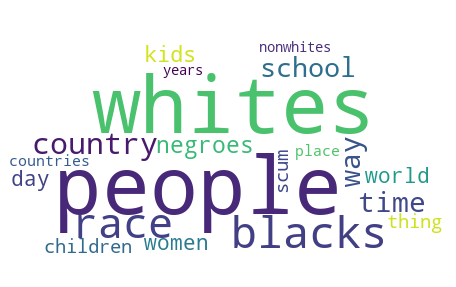 nonwhites
kids
school
years
whites
country
negroes
way
place
countries
scum
day
people
world
time
race
blacks
thing
children
women